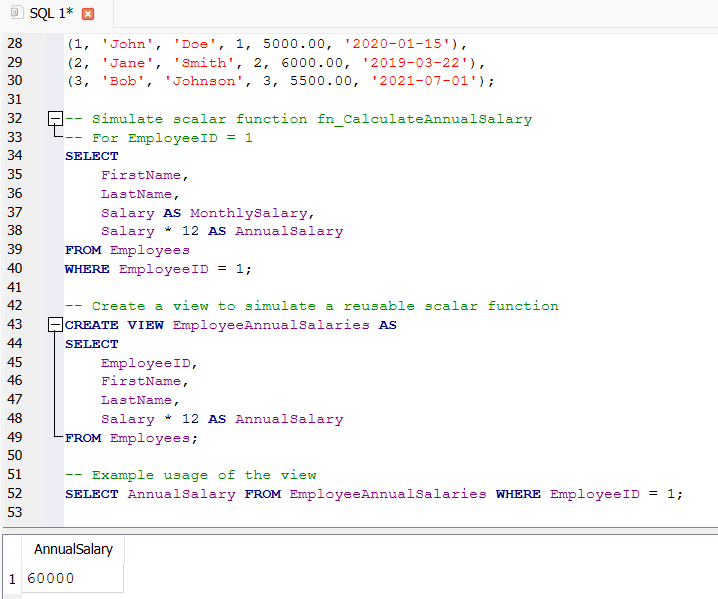 SQL 1*
28 (1, 'John', 'Doe', 1, 5000.00, '2020-01-15'),
29 (2, 'Jane', 'Smith', 2, 6000.00, '2019-03-22'),
30 (3, 'Bob', 'Johnson', 3, 5500.00, '2021-07-01');
31
32 -- Simulate scalar function fn_CalculateAnnualSalary
33 -- For EmployeeID = 1
34 SELECT
35 FirstName,
36 LastName,
37 Salary AS MonthlySalary,
38 Salary * 12 AS AnnualSalary
39 FROM Employees
40 WHERE EmployeeID = 1;
41
42 -- Create a view to simulate a reusable scalar function
43 CREATE VIEW EmployeeAnnualSalaries AS
44 SELECT
45 EmployeeID,
46 FirstName,
47 LastName,
48 Salary * 12 AS AnnualSalary
49 FROM Employees;
50
51 -- Example usage of the view
52 SELECT AnnualSalary FROM EmployeeAnnualSalaries WHERE EmployeeID = 1;
53
AnnualSalary
1 60000